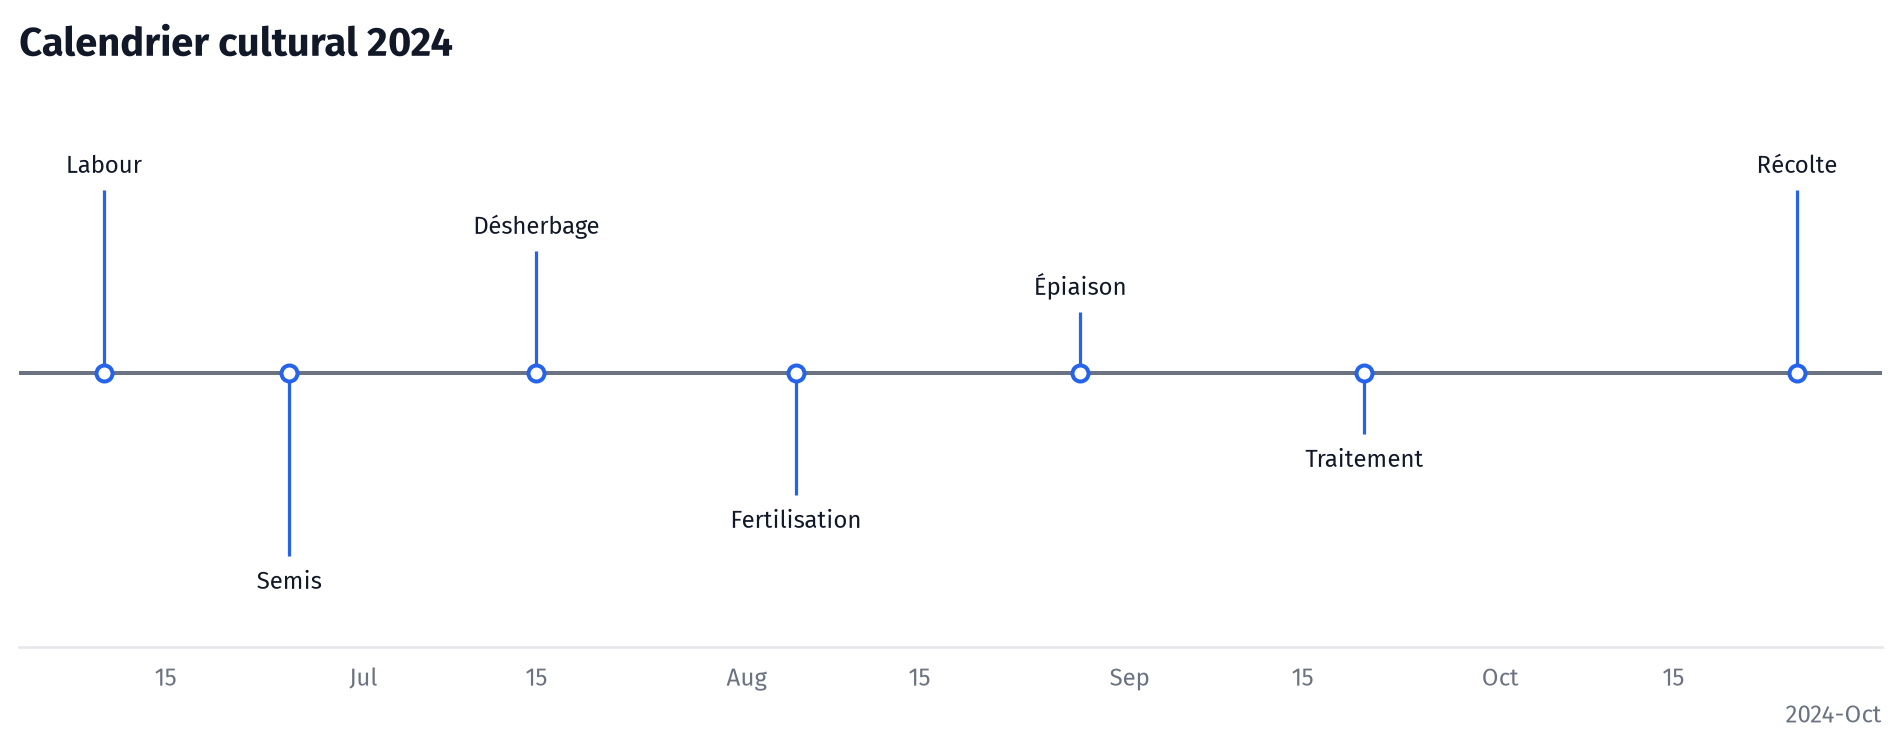 Calendrier cultural 2024
Labour
Récolte
Désherbage
Épiaison
Traitement
Fertilisation
Semis
15
Jul
15
Aug
15
Sep
15
Oct
15
2024-Oct